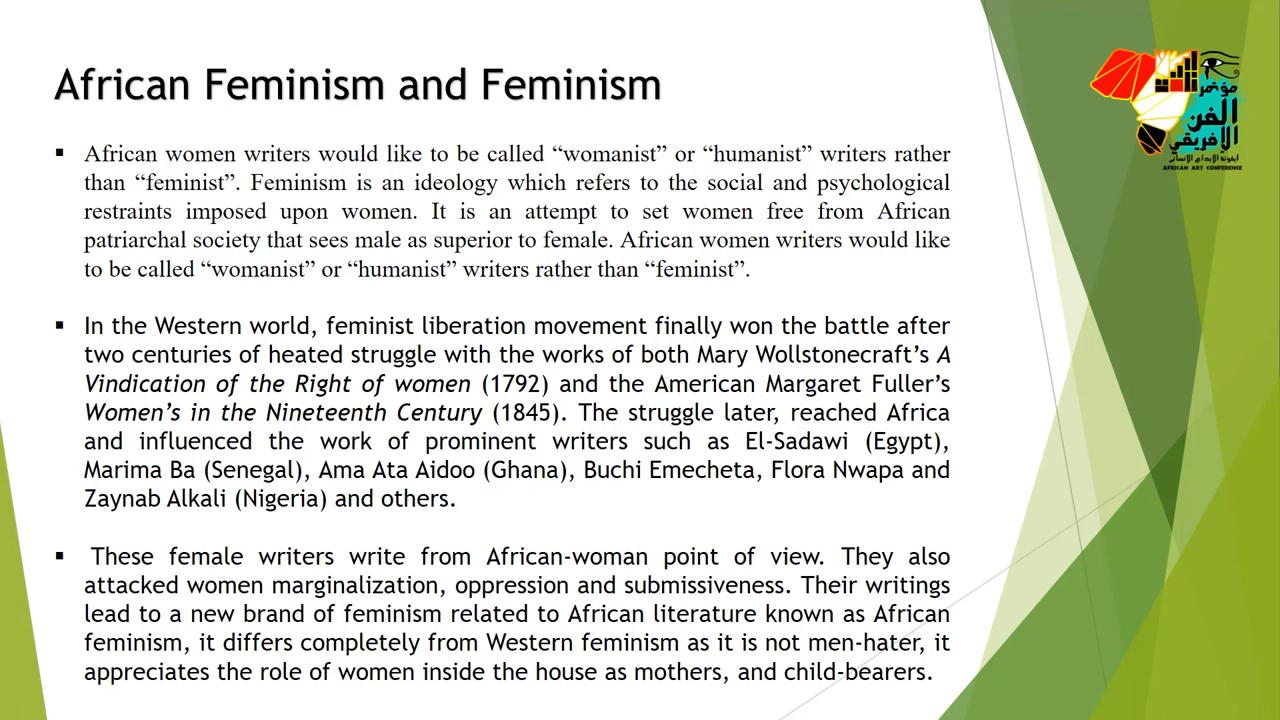 African Feminism and Feminism
مؤتمر
الفن
الإفريقي
ايقونة الإبداع الإنساني
AFRICAN ART CONFERENCE
▪ African women writers would like to be called “womanist” or “humanist” writers rather
than “feminist”. Feminism is an ideology which refers to the social and psychological
restraints imposed upon women. It is an attempt to set women free from African
patriarchal society that sees male as superior to female. African women writers would like
to be called “womanist” or “humanist” writers rather than “feminist”.
▪ In the Western world, feminist liberation movement finally won the battle after
two centuries of heated struggle with the works of both Mary Wollstonecraft’s A
Vindication of the Right of women (1792) and the American Margaret Fuller’s
Women’s in the Nineteenth Century (1845). The struggle later, reached Africa
and influenced the work of prominent writers such as El-Sadawi (Egypt),
Marima Ba (Senegal), Ama Ata Aidoo (Ghana), Buchi Emecheta, Flora Nwapa and
Zaynab Alkali (Nigeria) and others.
▪ These female writers write from African-woman point of view. They also
attacked women marginalization, oppression and submissiveness. Their writings
lead to a new brand of feminism related to African literature known as African
feminism, it differs completely from Western feminism as it is not men-hater, it
appreciates the role of women inside the house as mothers, and child-bearers.